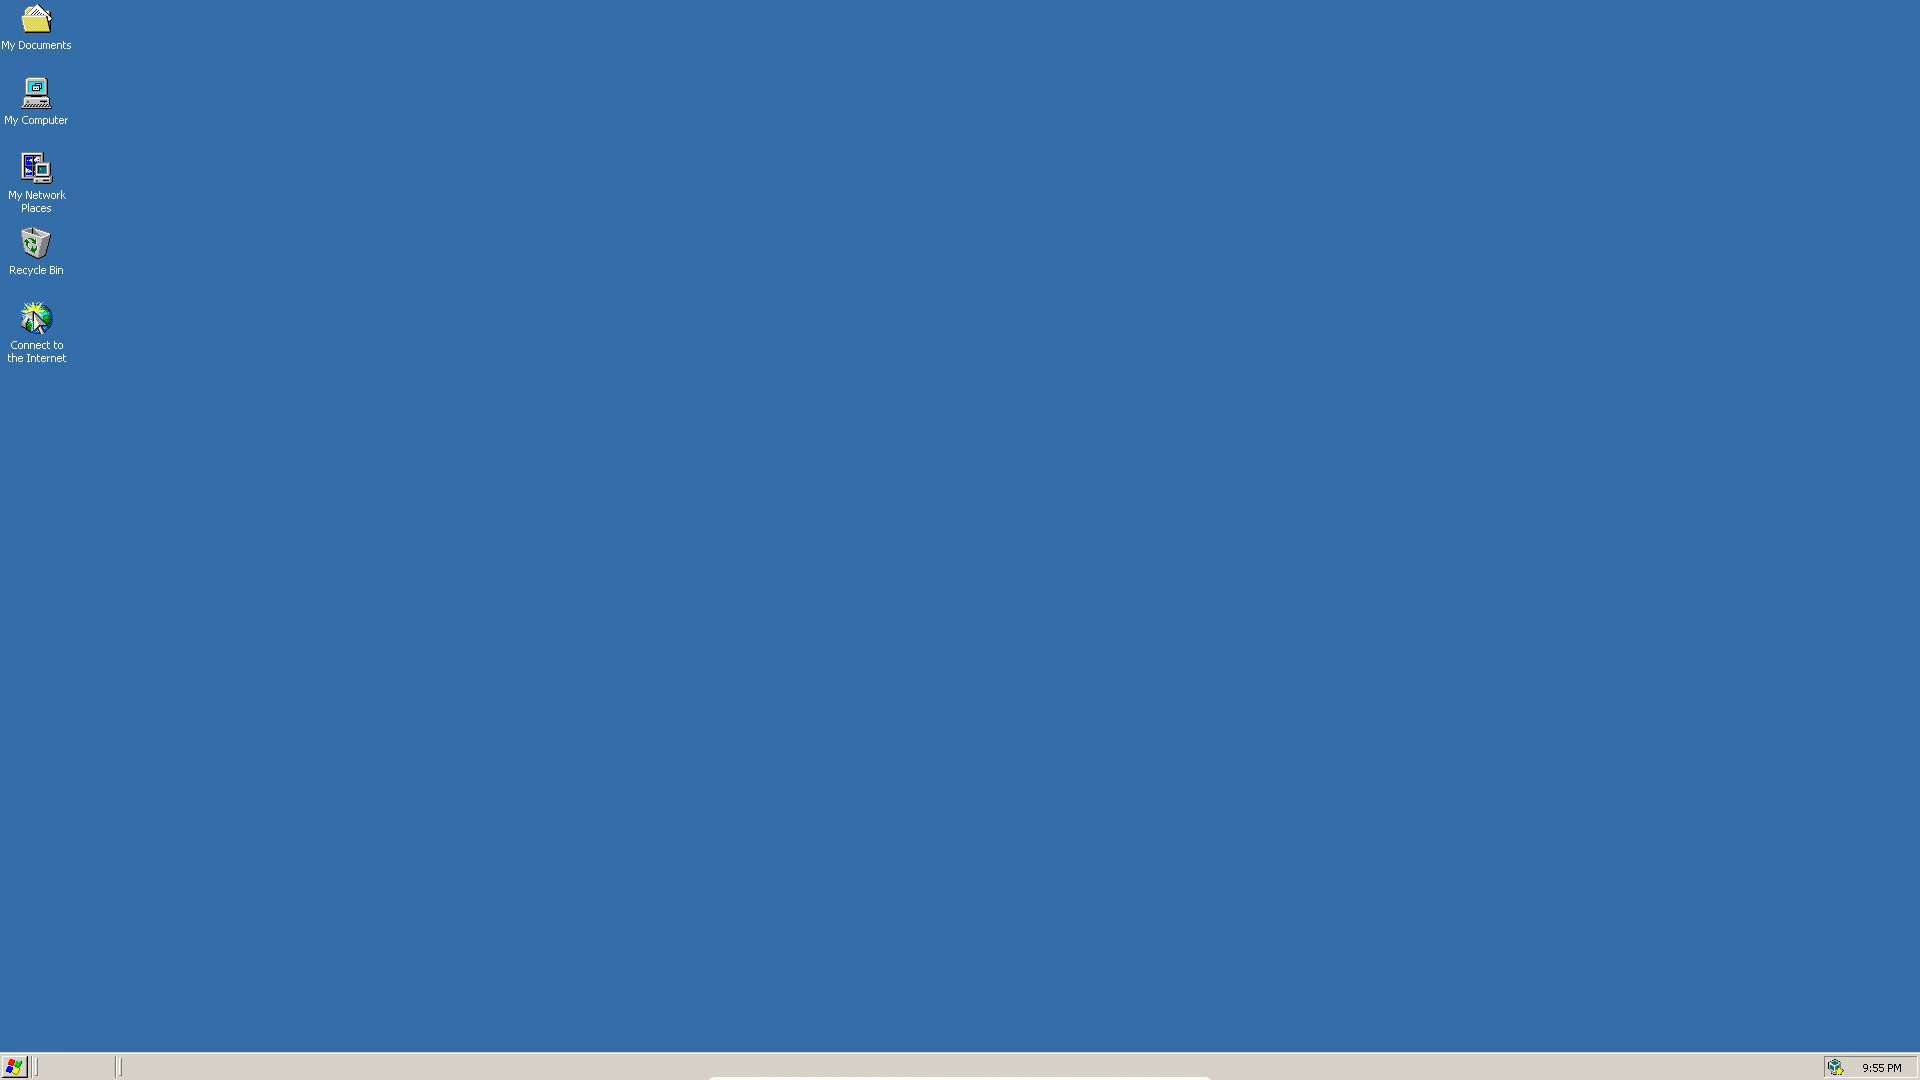 My Documents
My Computer
My Network
Places
Recycle Bin
Connect to
the Internet
9:55 PM